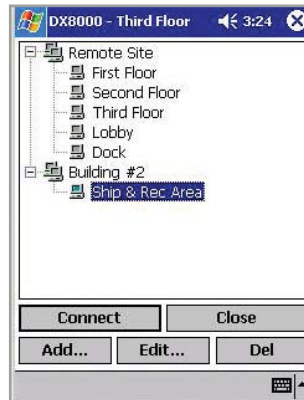 DX8000 - Third Floor 3:24
Remote Site
First Floor
Second Floor
Third Floor
Lobby
Dock
Building #2
Ship & Rec Area
Connect Close
Add... Edit... Del